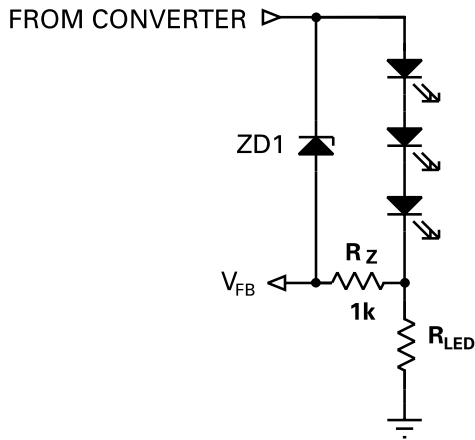 FROM CONVERTER
ZD1
RZ
VFB
1k
RLED